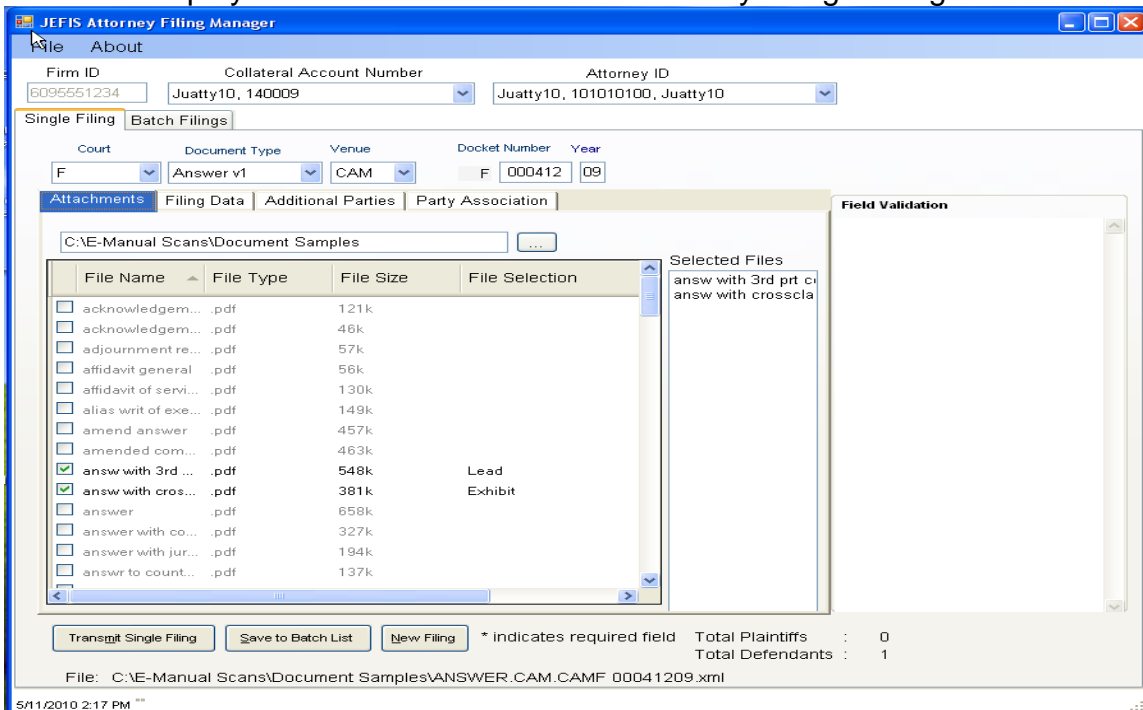 JEFIS Attorney Filing Manager
File About
Firm ID Collateral Account Number Attorney ID
6095551234 Juatty10, 140009 Juatty10, 101010100, Juatty10
Single Filing Batch Filings
Court Document Type Venue Docket Number Year
F Answer v1 CAM F 000412 09
Attachments Filing Data Additional Parties Party Association
Field Validation
C:\E-Manual Scans\Document Samples ...
Selected Files
File Name File Type File Size File Selection
answ with 3rd prt
answ with crosscla
acknowledgem... .pdf 121k
acknowledgem... .pdf 46k
adjournment re... .pdf 57k
affidavit general .pdf 56k
affidavit of servi... .pdf 130k
alias writ of exe... .pdf 149k
amend answer .pdf 457k
amended com... .pdf 463k
answ with 3rd ... .pdf 548k Lead
answ with cros... .pdf 381k Exhibit
answer .pdf 658k
answer with co... .pdf 327k
answer with jur... .pdf 194k
answr to count... .pdf 137k
Transmit Single Filing Save to Batch List New Filing * indicates required field Total Plaintiffs : 0
Total Defendants : 1
File: C:\E-Manual Scans\Document Samples\ANSWER.CAM.CAMF 00041209.xml
5/11/2010 2:17 PM ""